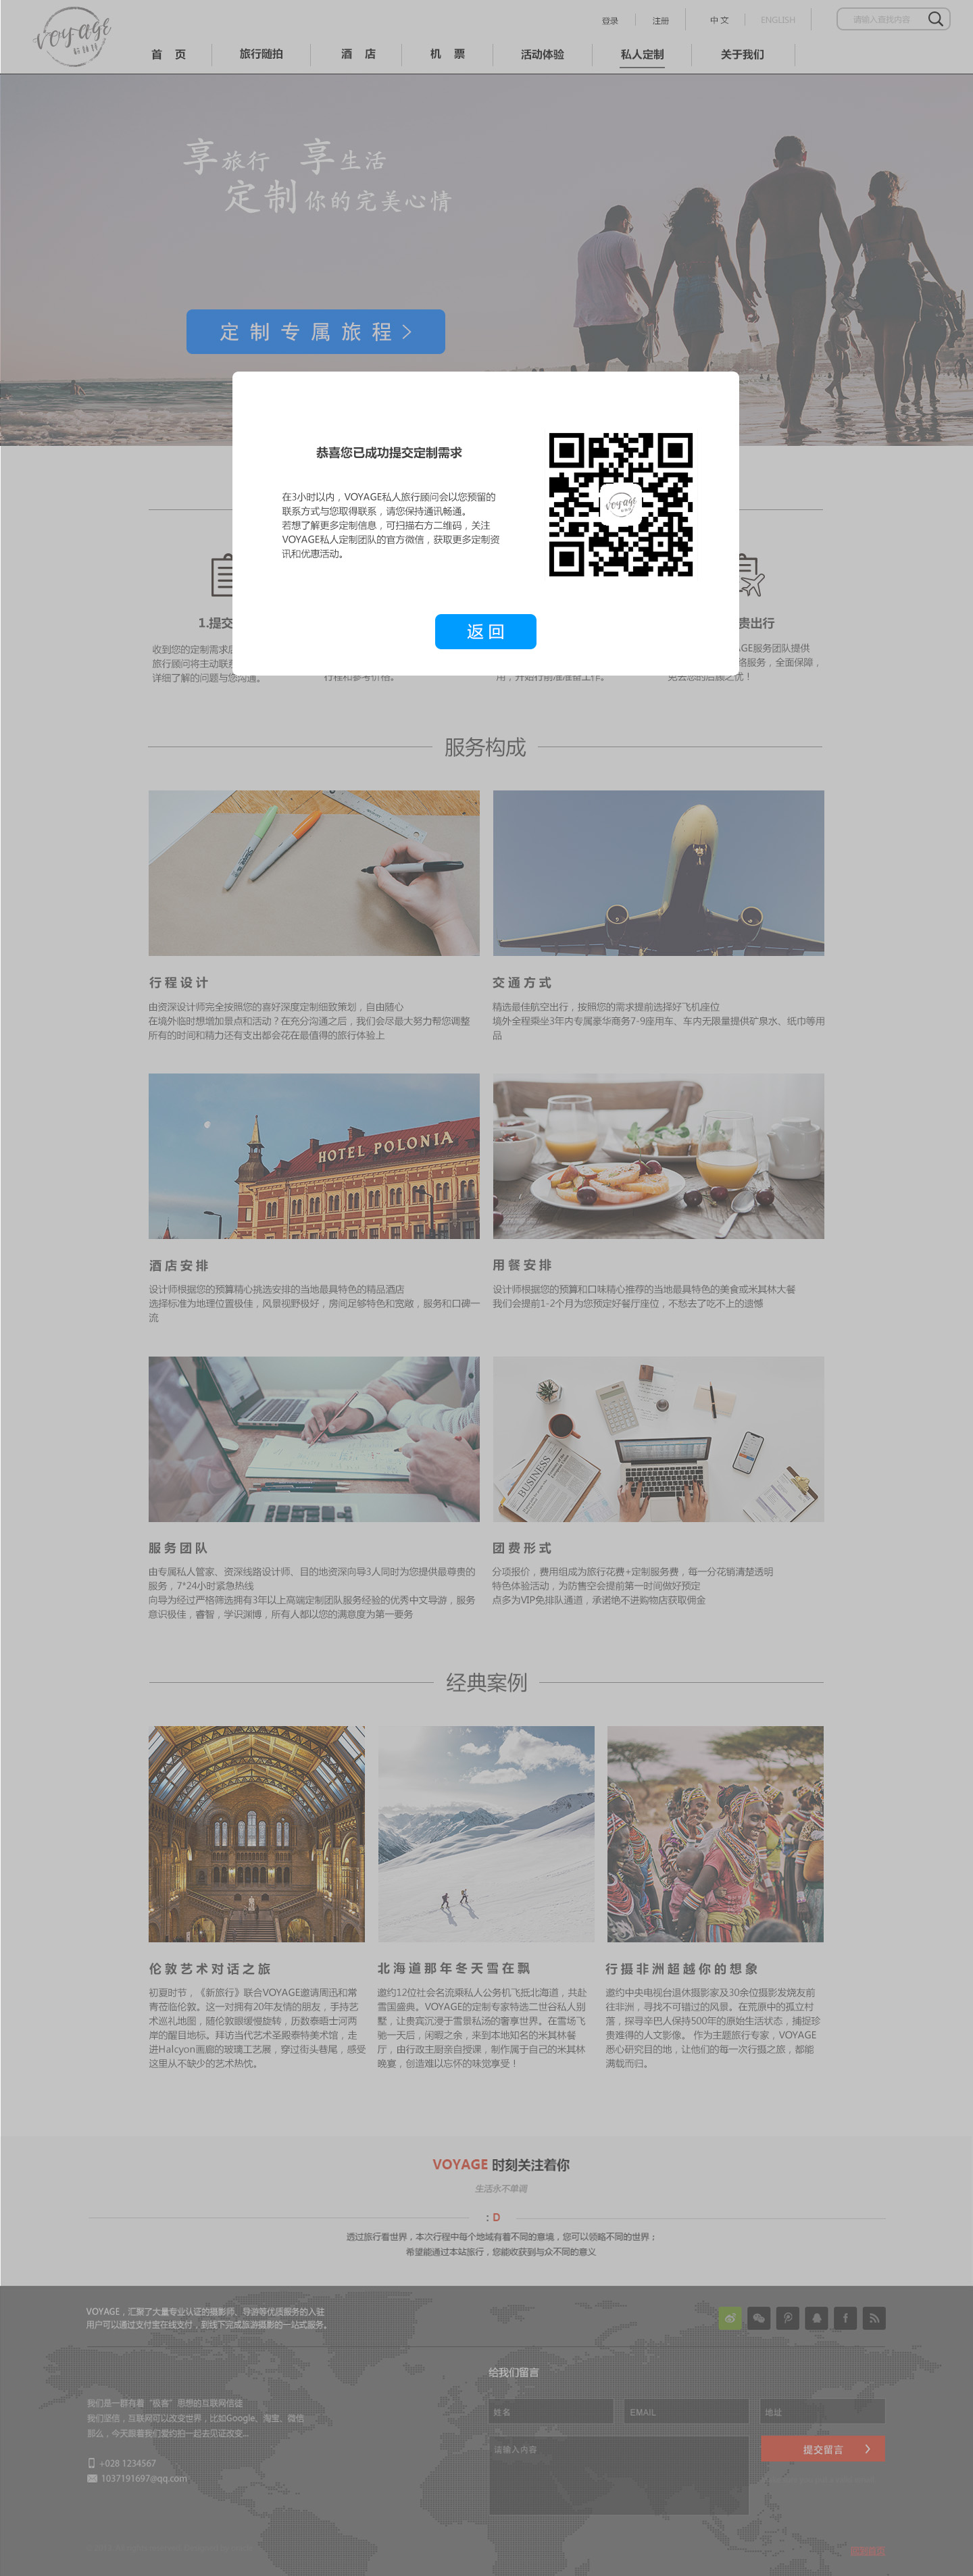 voyage
登录
注册
中 文
ENGLISH
请输入查找内容
首 页
旅行随拍
酒 店
机 票
活动体验
私人定制
关于我们
享旅行 享生活
定制你的完美心情
定制专属旅程>
恭喜您已成功提交定制需求
在3小时以内，VOYAGE私人旅行顾问会以您预留的
联系方式与您取得联系，请您保持通讯畅通。
若想了解更多定制信息，可扫描右方二维码，关注
VOYAGE私人定制团队的官方微信，获取更多定制资
讯和优惠活动。
voyage
返 回
1.提交
贵出行
收到您的定制需求后
旅行顾问将主动联系
详细了解的问题与您沟通。
行程和参考价格。
用，开始行前准备工作。
AGE服务团队提供
服务，全面保障，
免去您的后顾之忧！
服务构成
行程设计
由资深设计师完全按照您的喜好深度定制细致策划，自由随心
在境外临时想增加景点和活动？在充分沟通之后，我们会尽最大努力帮您调整
所有的时间和精力还有支出都会花在最值得的旅行体验上
交通方式
精选最佳航空出行，按照您的需求提前选择好飞机座位
境外全程乘坐3年内专属豪华商务7-9座用车、车内无限量提供矿泉水、纸巾等用
品
HOTEL POLONIA
酒店安排
设计师根据您的预算精心挑选安排的当地最具特色的精品酒店
选择标准为地理位置极佳，风景视野极好，房间足够特色和宽敞，服务和口碑一
流
用餐安排
设计师根据您的预算和口味精心推荐的当地最具特色的美食或米其林大餐
我们会提前1-2个月为您预定好餐厅座位，不愁去了吃不上的遗憾
BUSINESS
服务团队
由专属私人管家、资深线路设计师、目的地资深向导3人同时为您提供最尊贵的
服务，7*24小时紧急热线
向导为经过严格筛选拥有3年以上高端定制团队服务经验的优秀中文导游，服务
意识极佳，睿智，学识渊博，所有人都以您的满意度为第一要务
团费形式
分项报价，费用组成为旅行花费+定制服务费，每一分花销清楚透明
特色体验活动，为防售空会提前第一时间做好预定
点多为VIP免排队通道，承诺绝不进购物店获取佣金
经典案例
伦敦艺术对话之旅
初夏时节，《新旅行》联合VOYAGE邀请周迅和常
青莅临伦敦。这一对拥有20年友情的朋友，手持艺
术巡礼地图，随伦敦眼缓慢旋转，历数泰晤士河两
岸的醒目地标。拜访当代艺术圣殿泰特美术馆，走
进Halcyon画廊的玻璃工艺展，穿过街头巷尾，感受
这里从不缺少的艺术热忱。
北海道那年冬天雪在飘
邀约12位社会名流乘私人公务机飞抵北海道，共赴
雪国盛典。VOYAGE的定制专家特选二世谷私人别
墅，让贵宾沉浸于雪景私汤的奢享世界。在雪场飞
驰一天后，闲暇之余，来到本地知名的米其林餐
厅，由行政主厨亲自授课，制作属于自己的米其林
晚宴，创造难以忘怀的味觉享受！
行摄非洲超越你的想象
邀约中央电视台退休摄影家及30余位摄影发烧友前
往非洲，寻找不可错过的风景。在荒原中的孤立村
落，探寻辛巴人保持500年的原始生活状态，捕捉珍
贵难得的人文影像。 作为主题旅行专家，VOYAGE
悉心研究目的地，让他们的每一次行摄之旅，都能
满载而归。
VOYAGE 时刻关注着你
生活永不单调
：D
透过旅行看世界，本次行程中每个地域有着不同的意境，您可以领略不同的世界；
希望能通过本站旅行，您能收获到与众不同的意义
VOYAGE，汇聚了大量专业认证的摄影师、导游等优质服务的入驻
用户可以通过支付宝在线支付，到线下完成旅游摄影的一站式服务。
给我们留言
我们是一群有着“极客”思想的互联网信徒
我们坚信，互联网可以改变世界，比如Google、淘宝、微信
那么，今天跟着我们爱约拍一起去见证改变...
+028 1234567
1037191697@qq.com
姓名
EMAIL
地址
请输入内容
提交留言